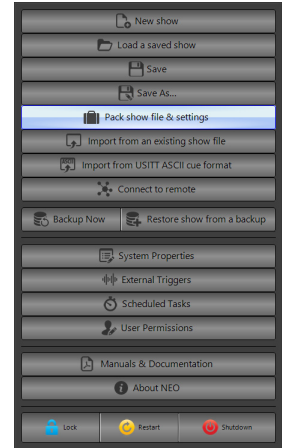 New show
Load a saved show
Save
Save As...
Pack show file & settings
Import from an existing show file
Import from USITT ASCII cue format
Connect to remote
Backup Now Restore show from a backup
System Properties
External Triggers
Scheduled Tasks
User Permissions
Manuals & Documentation
About NEO
Lock Restart Shutdown